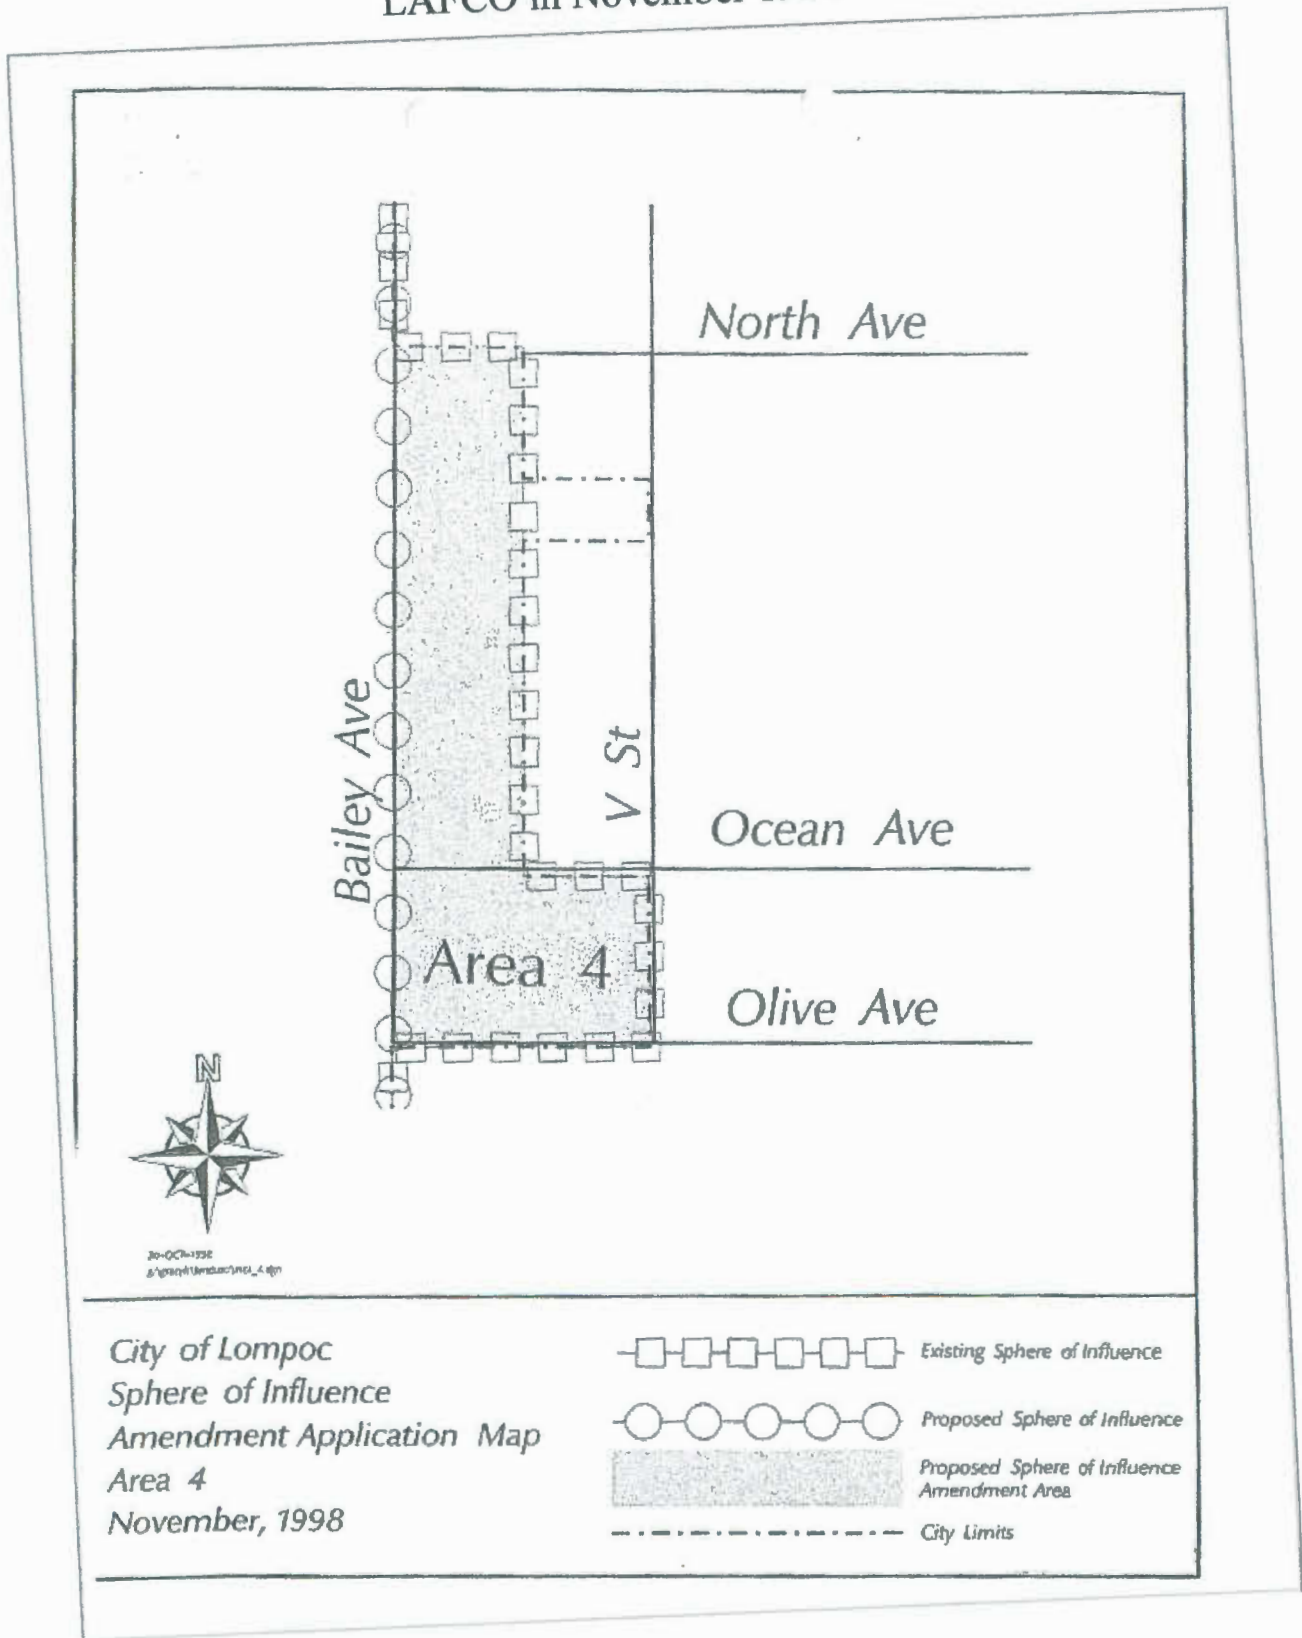 LAFCO in November
North Ave
Bailey Ave
V St
Ocean Ave
Area 4
Olive Ave
N
City of Lompoc
Sphere of Influence
Amendment Application Map
Area 4
November, 1998
Existing Sphere of Influence
Proposed Sphere of Influence
Proposed Sphere of Influence
Amendment Area
City Limits